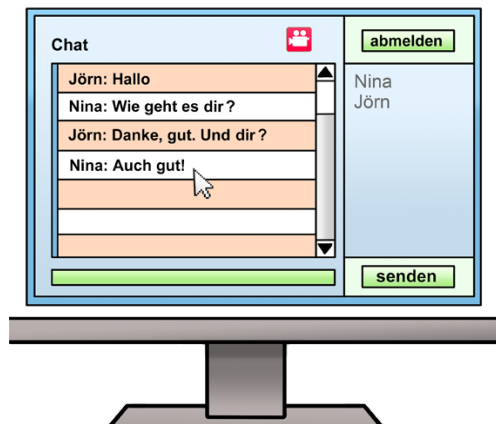 Chat
abmelden
Jörn: Hallo
Nina: Wie geht es dir?
Jörn: Danke, gut. Und dir?
Nina: Auch gut!
Nina
Jörn
senden